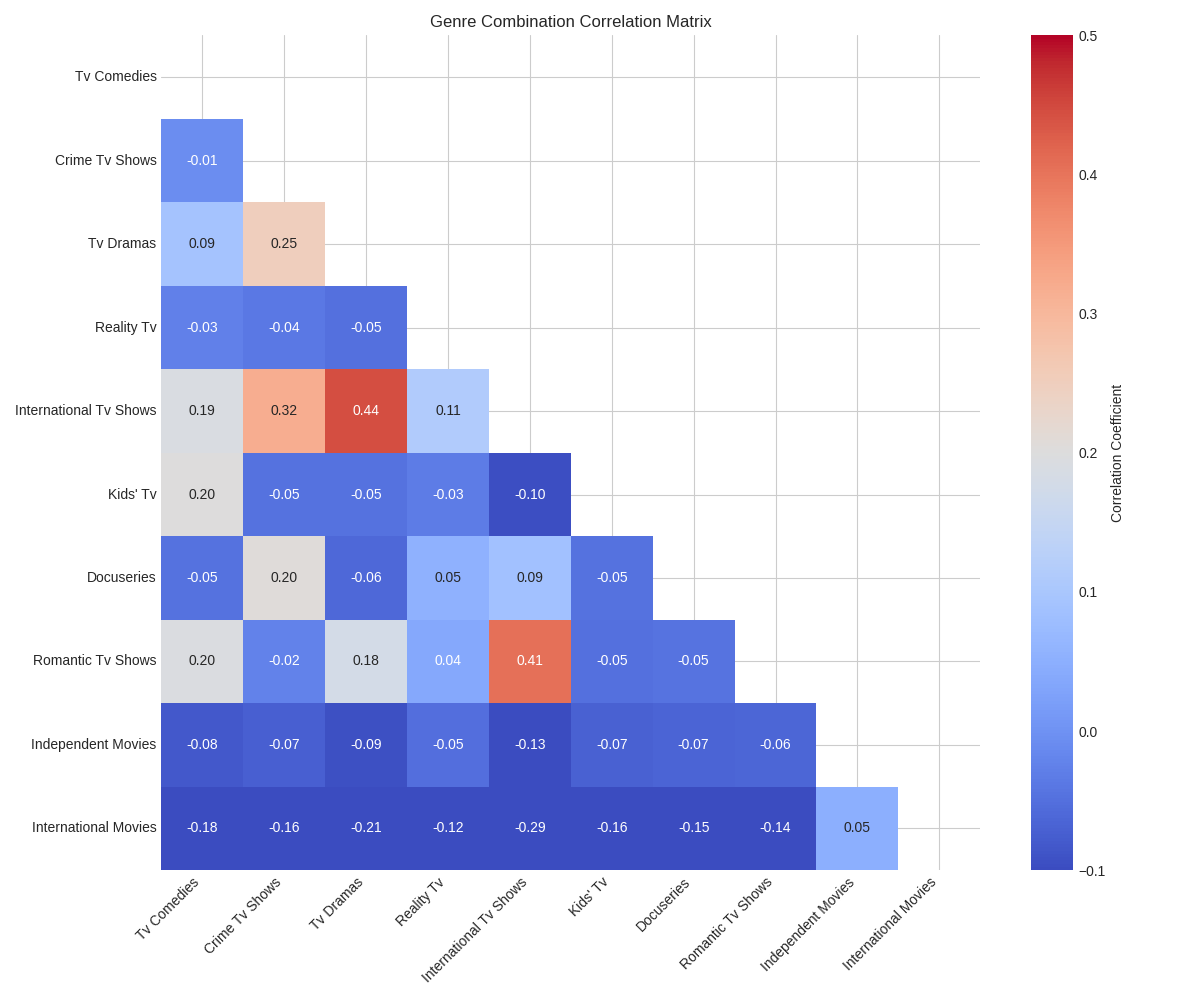 Genre Combination Correlation Matrix
Tv Comedies
Crime Tv Shows -0.01
Tv Dramas 0.09 0.25
Reality Tv -0.03 -0.04 -0.05
International Tv Shows 0.19 0.32 0.44 0.11
Kids' Tv 0.20 -0.05 -0.05 -0.03 -0.10
Docuseries -0.05 0.20 -0.06 0.05 0.09 -0.05
Romantic Tv Shows 0.20 -0.02 0.18 0.04 0.41 -0.05 -0.05
Independent Movies -0.08 -0.07 -0.09 -0.05 -0.13 -0.07 -0.07 -0.06
International Movies -0.18 -0.16 -0.21 -0.12 -0.29 -0.16 -0.15 -0.14 0.05
Tv Comedies
Crime Tv Shows
Tv Dramas
Reality Tv
International Tv Shows
Kids' Tv
Docuseries
Romantic Tv Shows
Independent Movies
International Movies
0.5
0.4
0.3
0.2
0.1
0.0
−0.1
Correlation Coefficient